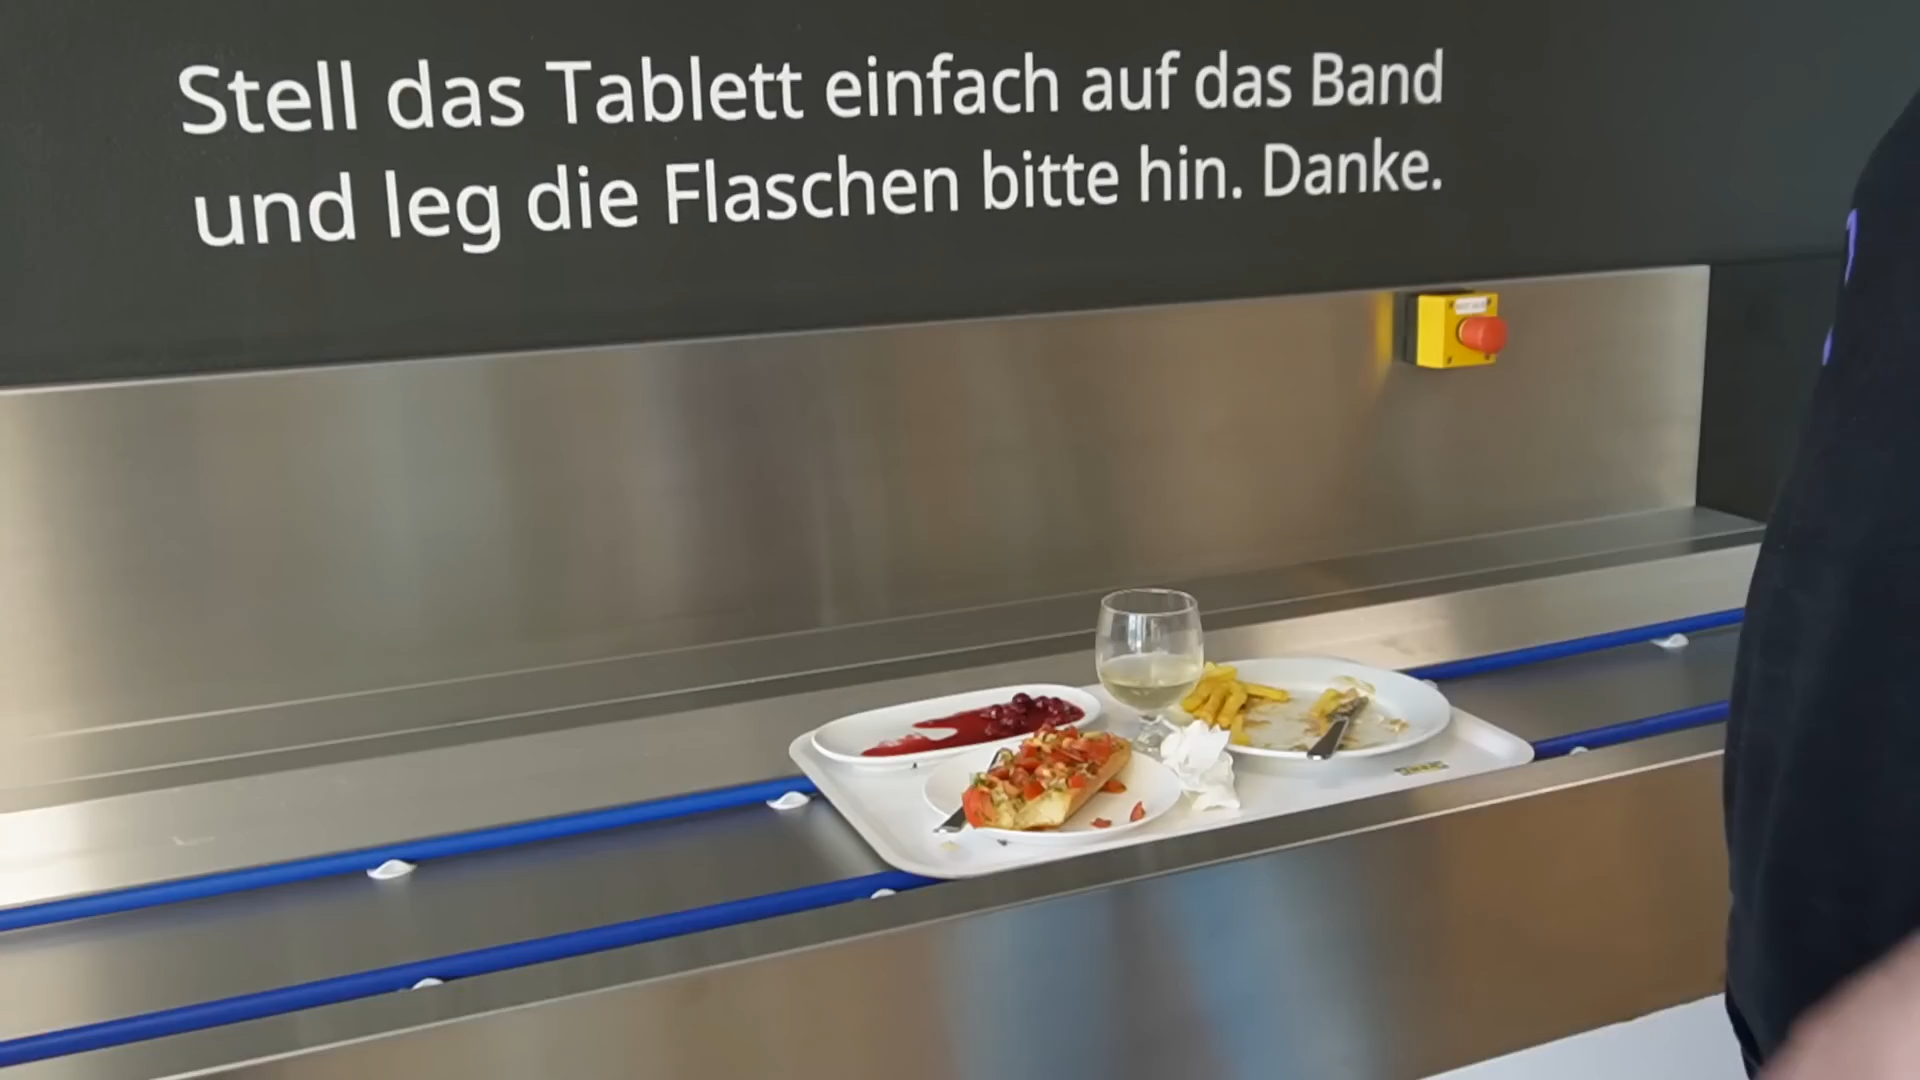 Stell das Tablett einfach auf das Band
und leg die Flaschen bitte hin. Danke.